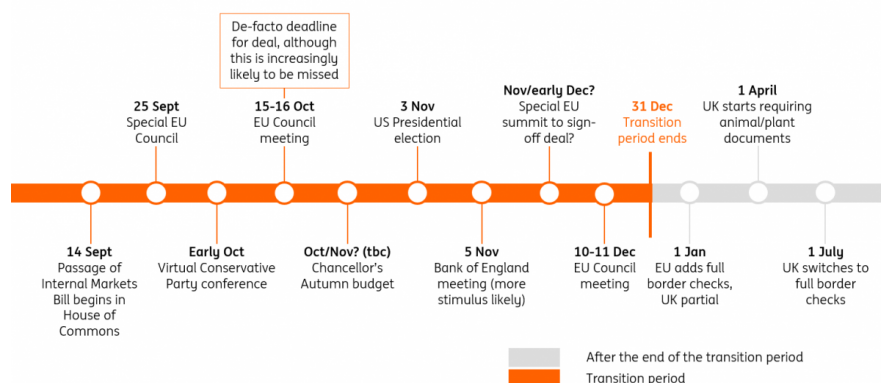 De-facto deadline
for deal, although
this is increasingly
likely to be missed
25 Sept
Special EU
Council
15-16 Oct
EU Council
meeting
3 Nov
US Presidential
election
Nov/early Dec?
Special EU
summit to sign-
off deal?
31 Dec
Transition
period ends
1 April
UK starts requiring
animal/plant
documents
14 Sept
Passage of
Internal Markets
Bill begins in
House of
Commons
Early Oct
Virtual Conservative
Party conference
Oct/Nov? (tbc)
Chancellor's
Autumn budget
5 Nov
Bank of England
meeting (more
stimulus likely)
10-11 Dec
EU Council
meeting
1 Jan
EU adds full
border checks,
UK partial
1 July
UK switches to
full border
checks
After the end of the transition period
Transition period